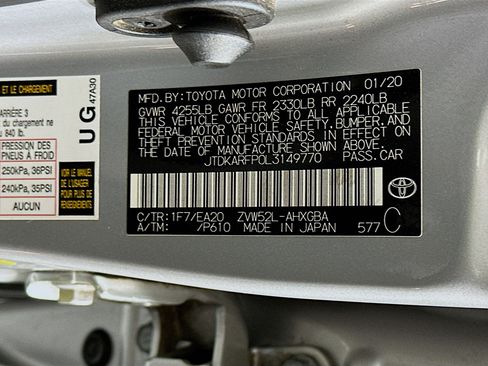 ET LE CHARGEMENT
ARRIÈRE 3
du chargement ne
ou 840 lb.
PRESSION DES
PNEUS À FROID
250kPa, 36PSI
240kPa, 35PSI
AUCUN
VOIR LE MANUEL
DE L'USAGER
POUR PLUS DE
RENSEIGNEMENTS
UG
47A30
MFD.BY:TOYOTA MOTOR CORPORATION 01/20
GVWR 4255LB GAWR FR 2330LB RR 2240LB
THIS VEHICLE CONFORMS TO ALL APPLICABLE
FEDERAL MOTOR VEHICLE SAFETY,BUMPER,AND
THEFT PREVENTION STANDARDS IN EFFECT ON
THE DATE OF MANUFACTURE SHOWN ABOVE.
JTDKARFP0L3149770 PASS.CAR
C/TR:1F7/EA20 ZVW52L-AHXGBA
A/TM: /P610 MADE IN JAPAN 577 C
TOYOTA